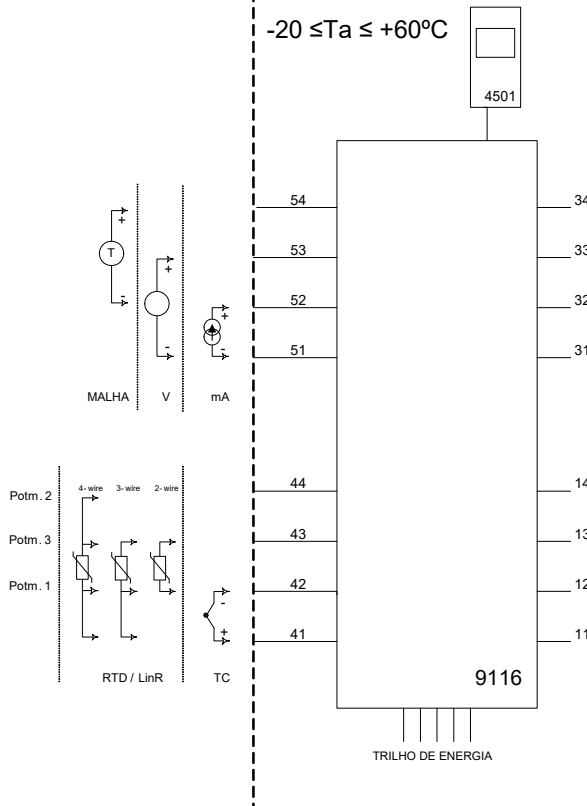 -20 ≤Ta ≤ +60ºC
4501
54
34
+
T
53
33
+
-
52
32
+
-
51
31
-
MALHA V mA
4- wire 3- wire 2- wire
44
14
Potm. 2
Potm. 3
43
13
Potm. 1
42
12
-
+
41
11
RTD / LinR TC
9116
TRILHO DE ENERGIA